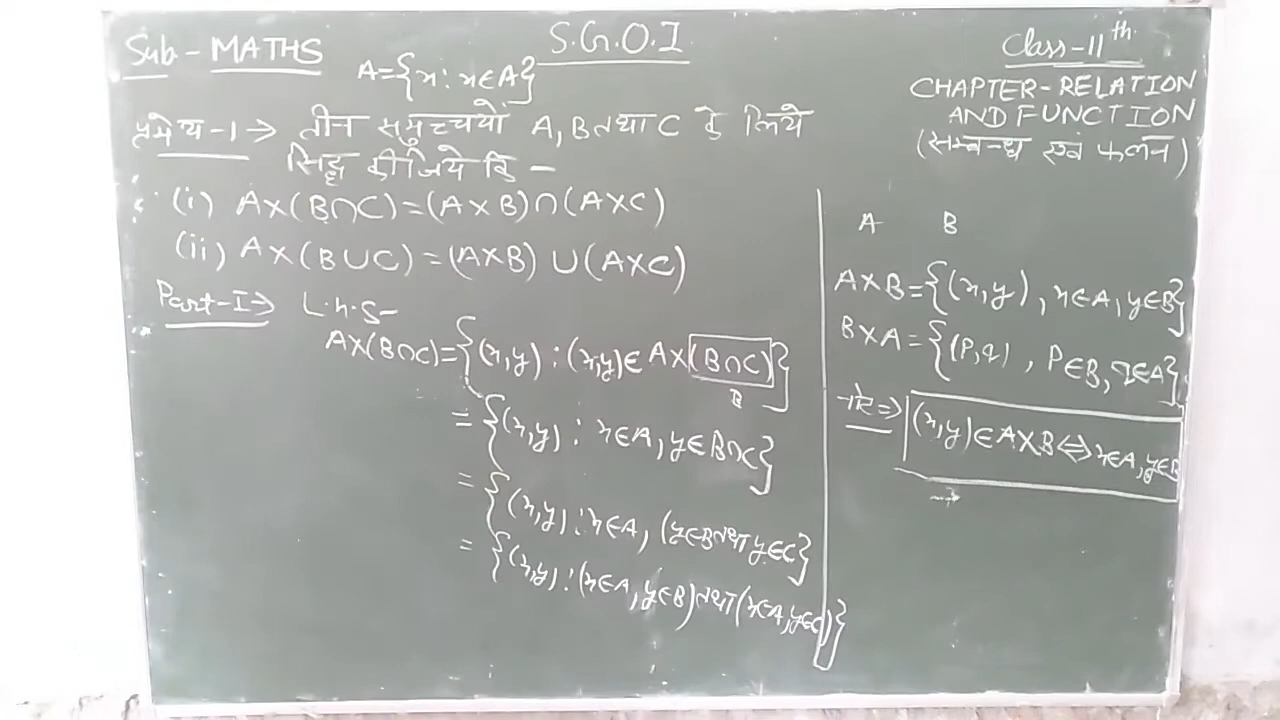 Sub - MATHS
S.G.O.I
Class-11th
A={x : x∈A}
CHAPTER-RELATION
AND FUNCTION
(सम्बन्ध एवं फलन)
प्रमेय-1 → तीन समुच्चयों A, B तथा C के लिये
सिद्ध कीजिये कि -
(i) A×(B∩C)=(A×B)∩(A×C)
(ii) A×(B∪C)=(A×B)∪(A×C)
Part-I→ L.h.S-
A×(B∩C)={(x,y) : (x,y)∈ A×(B∩C)}
B
={(x,y) : x∈A, y∈B∩C}
={(x,y) : x∈A, (y∈B तथा y∈C}
={(x,y) : (x∈A, y∈B) तथा (x∈A, y∈C)}
A B
A×B={(x,y), x∈A, y∈B}
B×A={(P,q), P∈B, q∈A}
(x,y)∈A×B⇔x∈A, y∈B
→